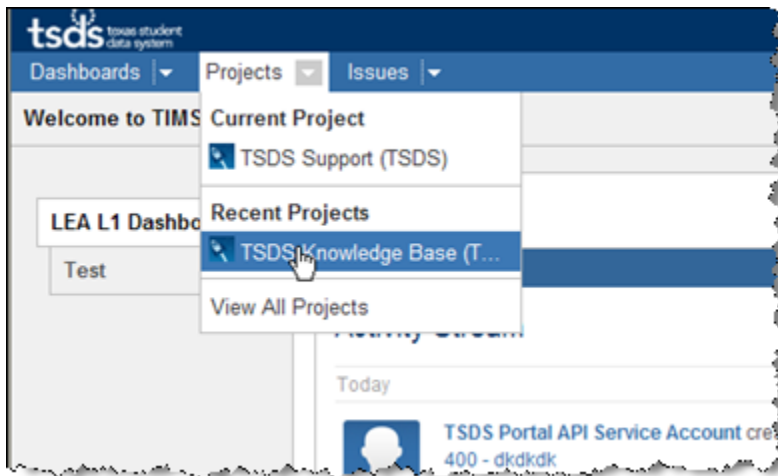 tsds texas student
data system
Dashboards Projects Issues
Welcome to TIMS
Current Project
TSDS Support (TSDS)
Recent Projects
LEA L1 Dashbo
TSDS Knowledge Base (T...
Test
View All Projects
Activity Stream
Today
TSDS Portal API Service Account cre
400 - dkdkdk